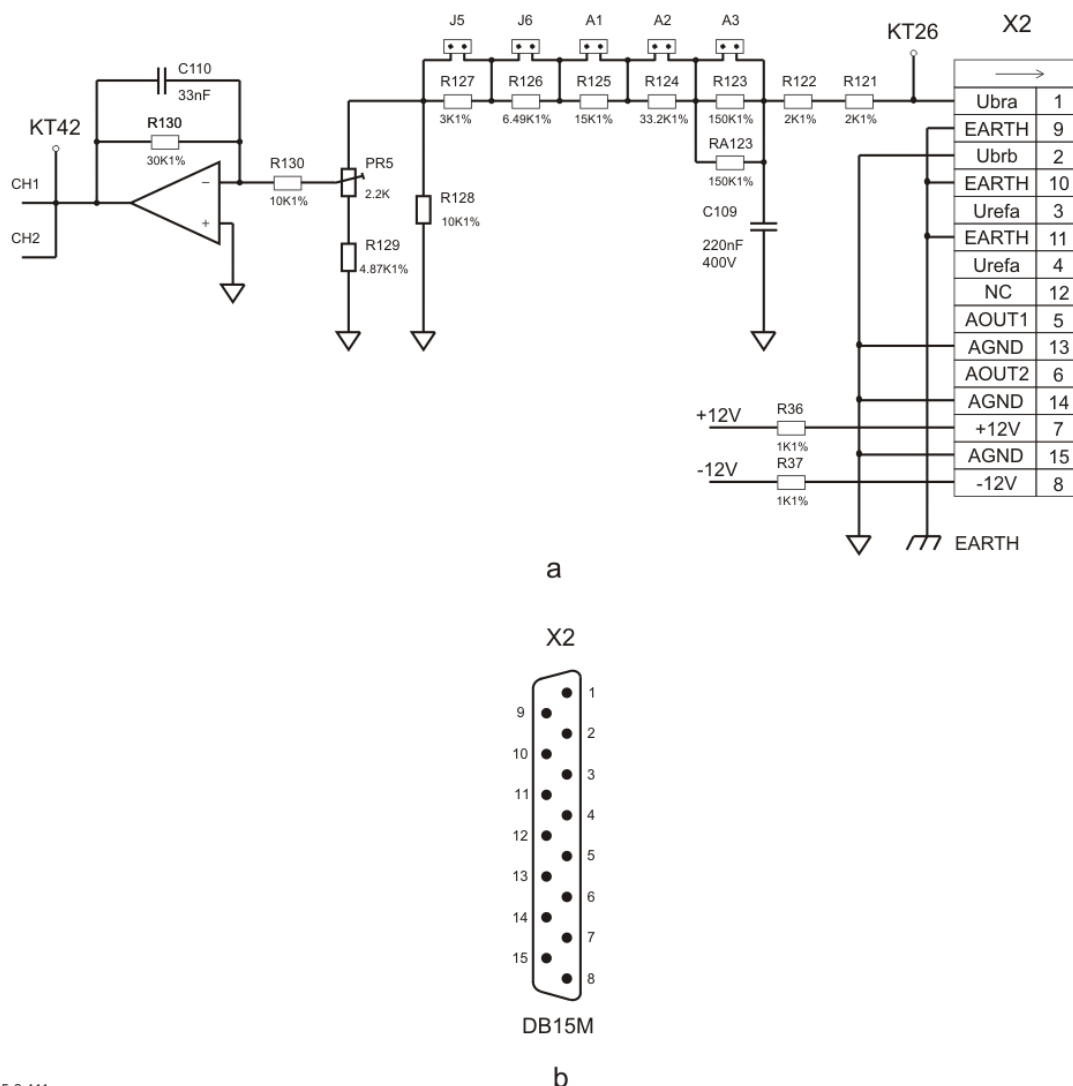 J5 J6 A1 A2 A3
KT26
X2
C110
33nF
R127 R126 R125 R124 R123 R122 R121
3K1% 6.49K1% 15K1% 33.2K1% 150K1% 2K1% 2K1%
Ubra 1
KT42
R130
30K1%
EARTH 9
RA123
150K1%
Ubrb 2
CH1
−
R130
10K1%
PR5
2.2K
R128
10K1%
EARTH 10
C109
220nF
400V
Urefa 3
CH2
+
R129
4.87K1%
EARTH 11
Urefa 4
NC 12
AOUT1 5
AGND 13
AOUT2 6
AGND 14
+12V R36
1K1%
+12V 7
AGND 15
-12V R37
1K1%
-12V 8
EARTH
a
X2
1
9
2
10
3
11
4
12
5
13
6
14
7
15
8
DB15M
b